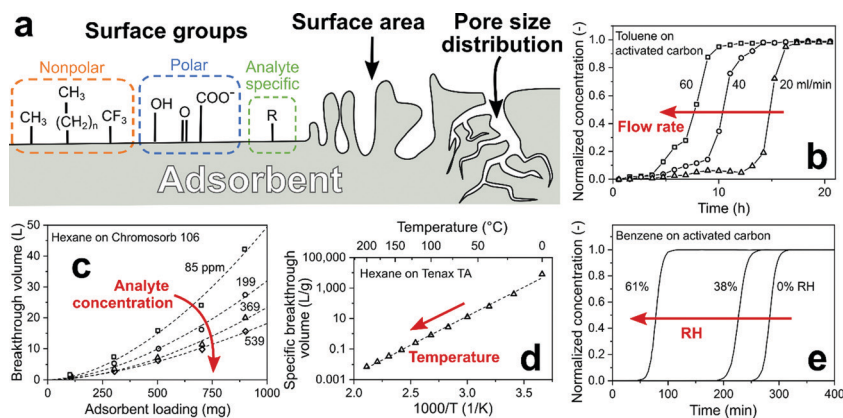 a
Surface groups
Surface area
Pore size
distribution
Nonpolar
Polar
Analyte
specific
CH3
CH3
(CH2)n
CF3
OH
O
COO−
R
Adsorbent
b
Toluene on
activated carbon
60
40
20 ml/min
Flow rate
Normalized concentration (-)
1.0
0.8
0.6
0.4
0.2
0.0
0
10
20
Time (h)
c
Hexane on Chromosorb 106
85 ppm
199
369
539
Analyte
concentration
Breakthrough volume (L)
50
40
30
20
10
0
0
250
500
750
1000
Adsorbent loading (mg)
d
Temperature (°C)
200
100
50
0
Hexane on Tenax TA
Temperature
Specific breakthrough
volume (L/g)
100,000
1,000
10
0.1
0.001
2.0
2.5
3.0
3.5
1000/T (1/K)
e
Benzene on activated carbon
61%
38%
0% RH
RH
Normalized concentration (-)
1.0
0.8
0.6
0.4
0.2
0.0
0
100
200
300
400
Time (min)